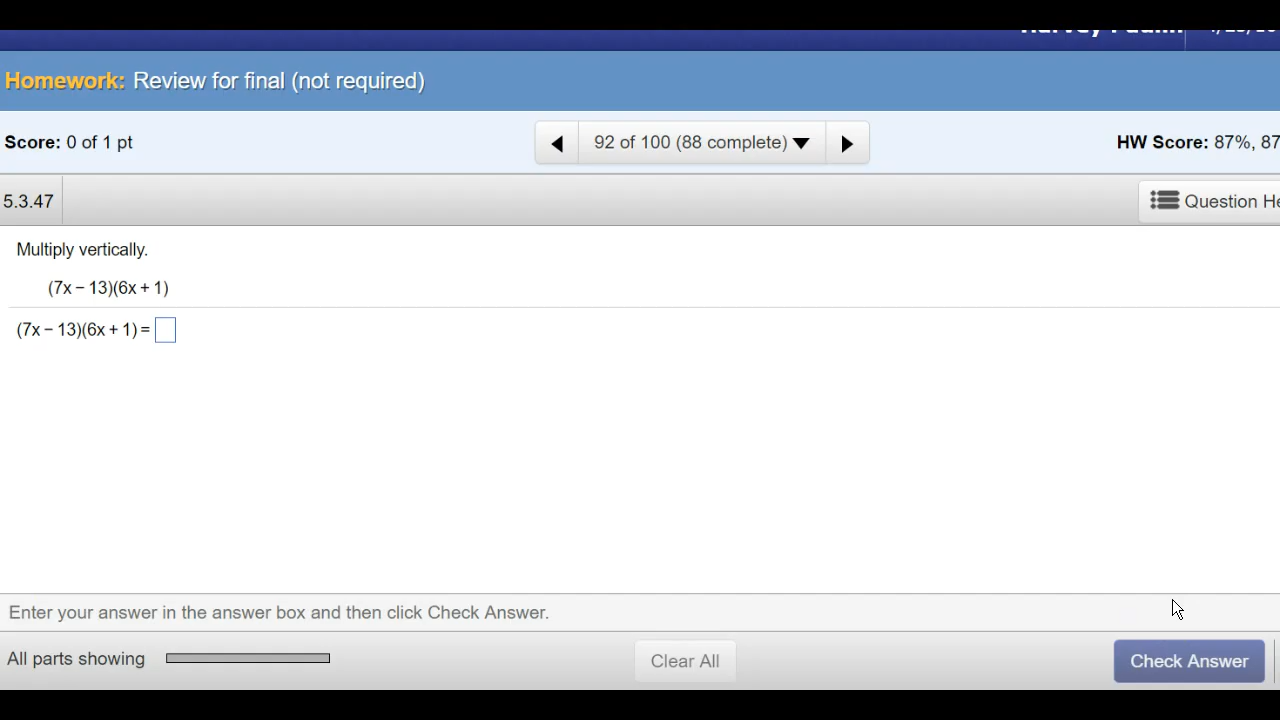 Homework: Review for final (not required)
Score: 0 of 1 pt
92 of 100 (88 complete)
HW Score: 87%, 87
5.3.47
Question He
Multiply vertically.
(7x − 13)(6x + 1)
(7x − 13)(6x + 1) =
Enter your answer in the answer box and then click Check Answer.
All parts showing
Clear All
Check Answer